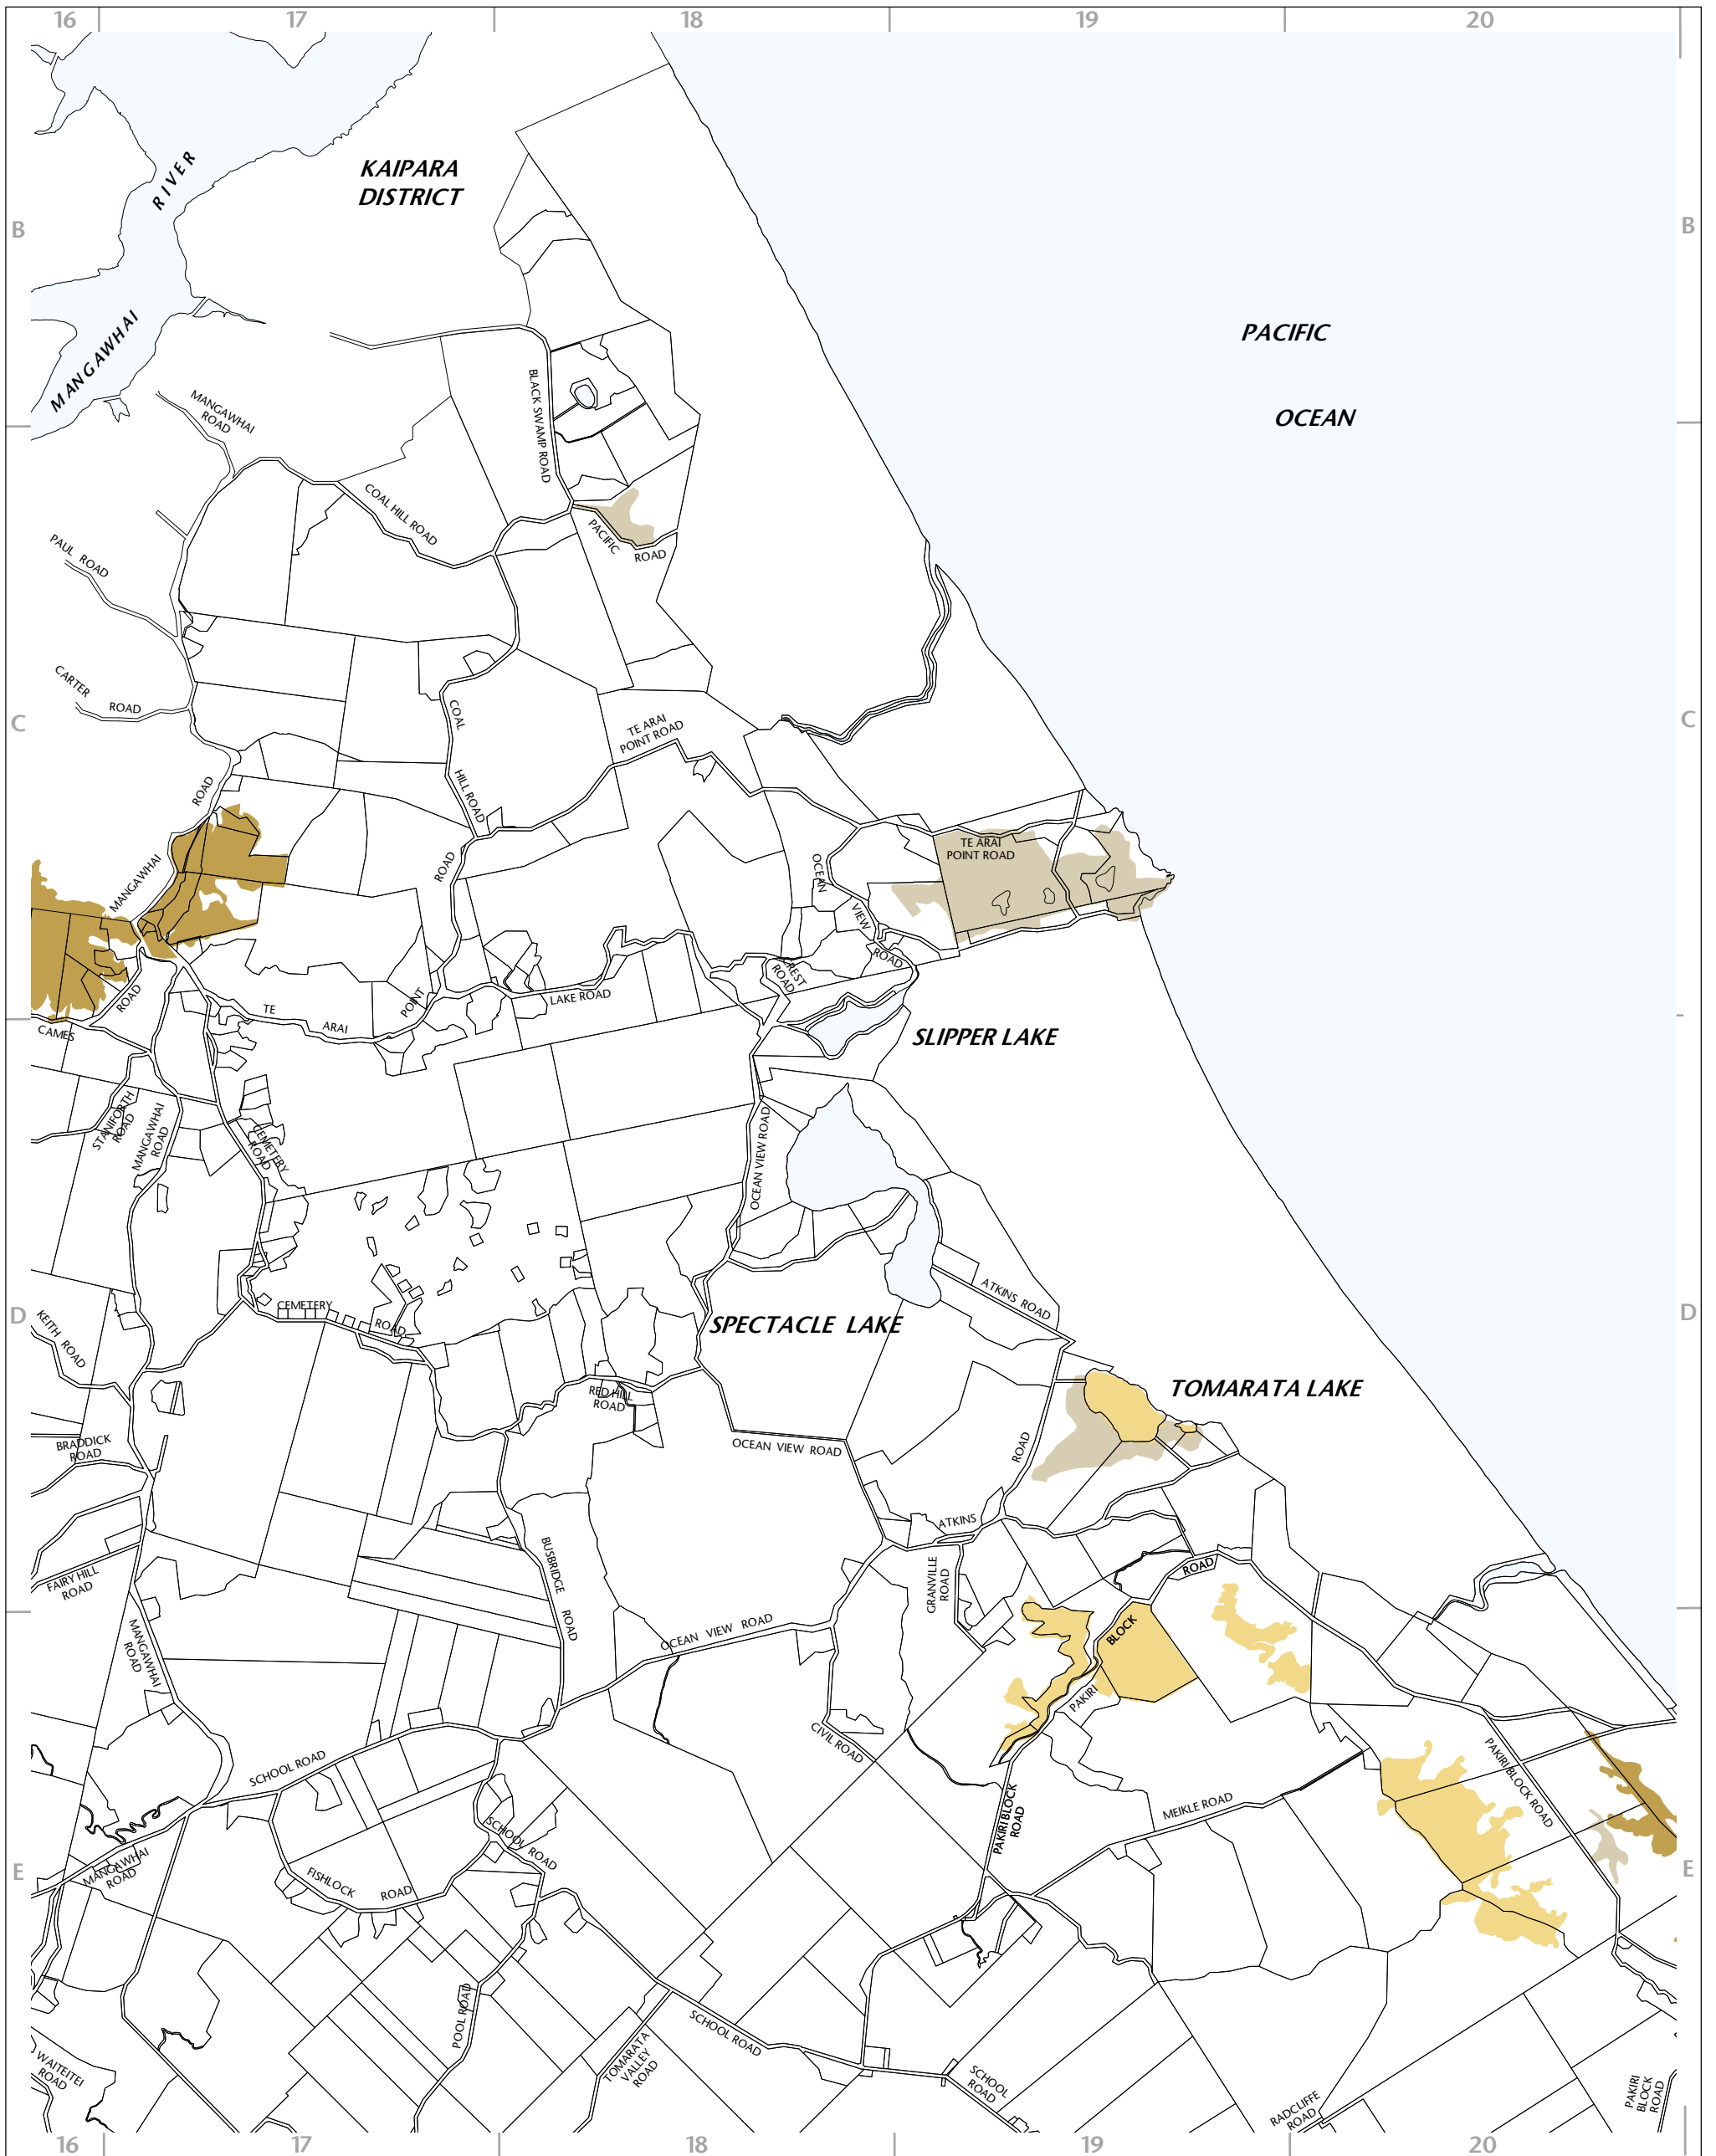 16
17
18
19
20
B
B
KAIPARA
DISTRICT
RIVER
MANGAWHAI
PACIFIC
OCEAN
MANGAWHAI
ROAD
BLACK SWAMP ROAD
COAL HILL ROAD
PACIFIC
ROAD
PAUL ROAD
CARTER
ROAD
C
C
COAL
HILL ROAD
TE ARAI
POINT ROAD
ROAD
MANGAWHAI
TE ARAI
POINT ROAD
OCEAN
VIEW
ROAD
ROAD
CREST
ROAD
LAKE ROAD
POINT
ROAD
TE
ARAI
CAMES
SLIPPER LAKE
STANIFORTH
ROAD
MANGAWHAI
ROAD
CEMETERY
ROAD
OCEAN VIEW ROAD
ATKINS ROAD
CEMETERY
ROAD
D
D
KEITH ROAD
SPECTACLE LAKE
TOMARATA LAKE
RED HILL
ROAD
BRADDICK
ROAD
OCEAN VIEW ROAD
ROAD
ATKINS
BUSBRIDGE
ROAD
GRANVILLE
ROAD
ROAD
BLOCK
PAKIRI
FAIRY HILL
ROAD
MANGAWHAI
ROAD
OCEAN VIEW ROAD
CIVIL ROAD
SCHOOL ROAD
PAKIRI BLOCK ROAD
PAKIRI BLOCK
ROAD
MEIKLE ROAD
SCHOOL ROAD
E
E
MANGAWHAI
ROAD
FISHLOCK
ROAD
POOL ROAD
SCHOOL ROAD
TOMARATA
VALLEY
ROAD
WAITEITEI
ROAD
SCHOOL
ROAD
RADCLIFFE
ROAD
PAKIRI
BLOCK
ROAD
16
17
18
19
20